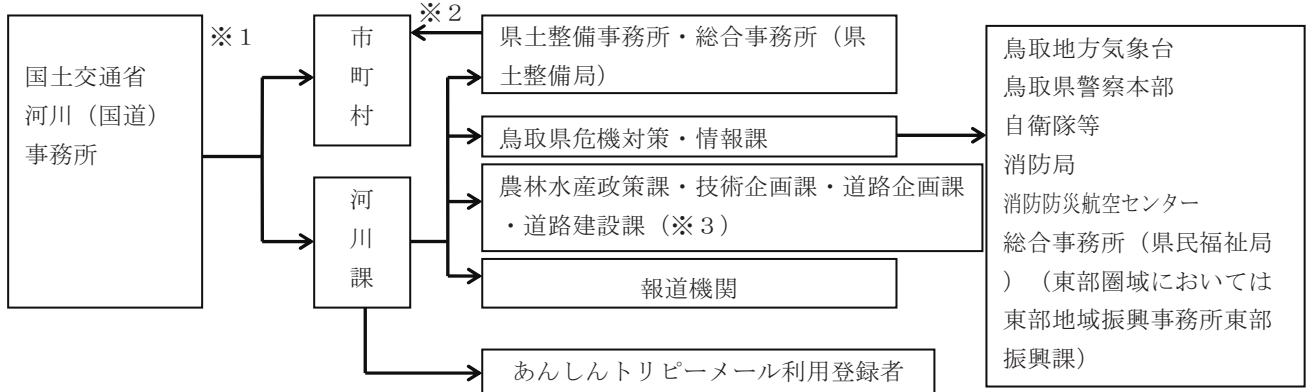 国土交通省
河川（国道）
事務所
※１
市
町
村
※２
河
川
課
県土整備事務所・総合事務所（県
土整備局）
鳥取県危機対策・情報課
農林水産政策課・技術企画課・道路企画課
・道路建設課（※３）
報道機関
あんしんトリピーメール利用登録者
鳥取地方気象台
鳥取県警察本部
自衛隊等
消防局
消防防災航空センター
総合事務所（県民福祉局
）（東部圏域においては
東部地域振興事務所東部
振興課）